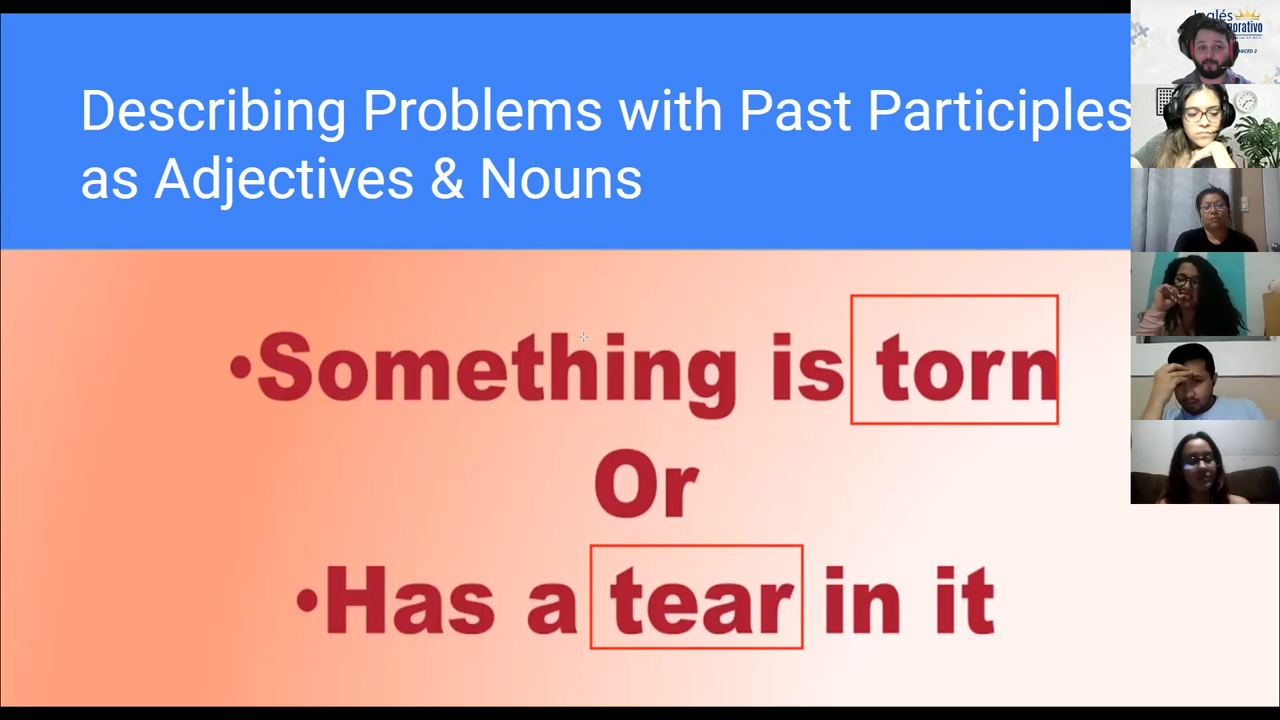 Describing Problems with Past Participles
as Adjectives & Nouns
•Something is torn
Or
•Has a tear in it
Inglés